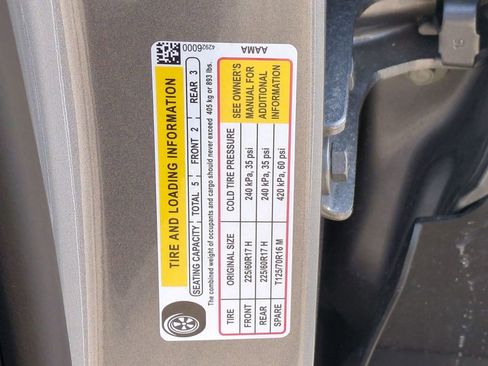 42926000
AAMA
TIRE AND LOADING INFORMATION
SEATING CAPACITY TOTAL 5 FRONT 2 REAR 3
The combined weight of occupants and cargo should never exceed 405 kg or 893 lbs.
TIRE ORIGINAL SIZE COLD TIRE PRESSURE
FRONT 225/60R17 H 240 kPa, 35 psi
REAR 225/60R17 H 240 kPa, 35 psi
SPARE T125/70R16 M 420 kPa, 60 psi
SEE OWNER'S
MANUAL FOR
ADDITIONAL
INFORMATION